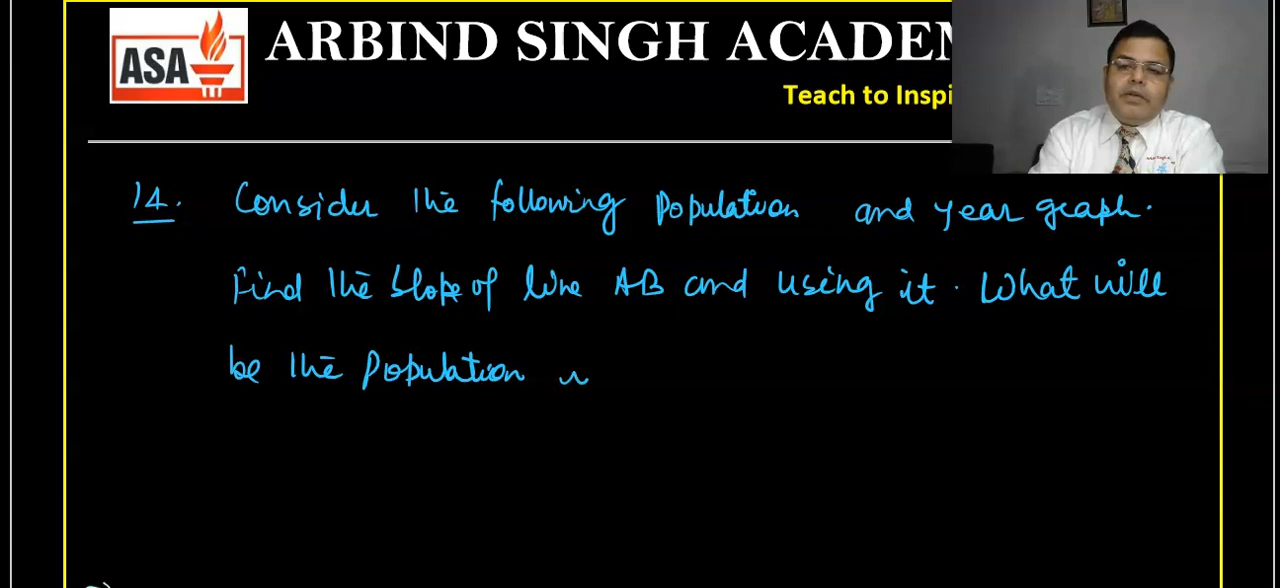 ASA
ARBIND SINGH ACADEM
Teach to Inspi
14. Consider the following Population and year graph.
Find the slope of line AB and using it. What will
be the Population